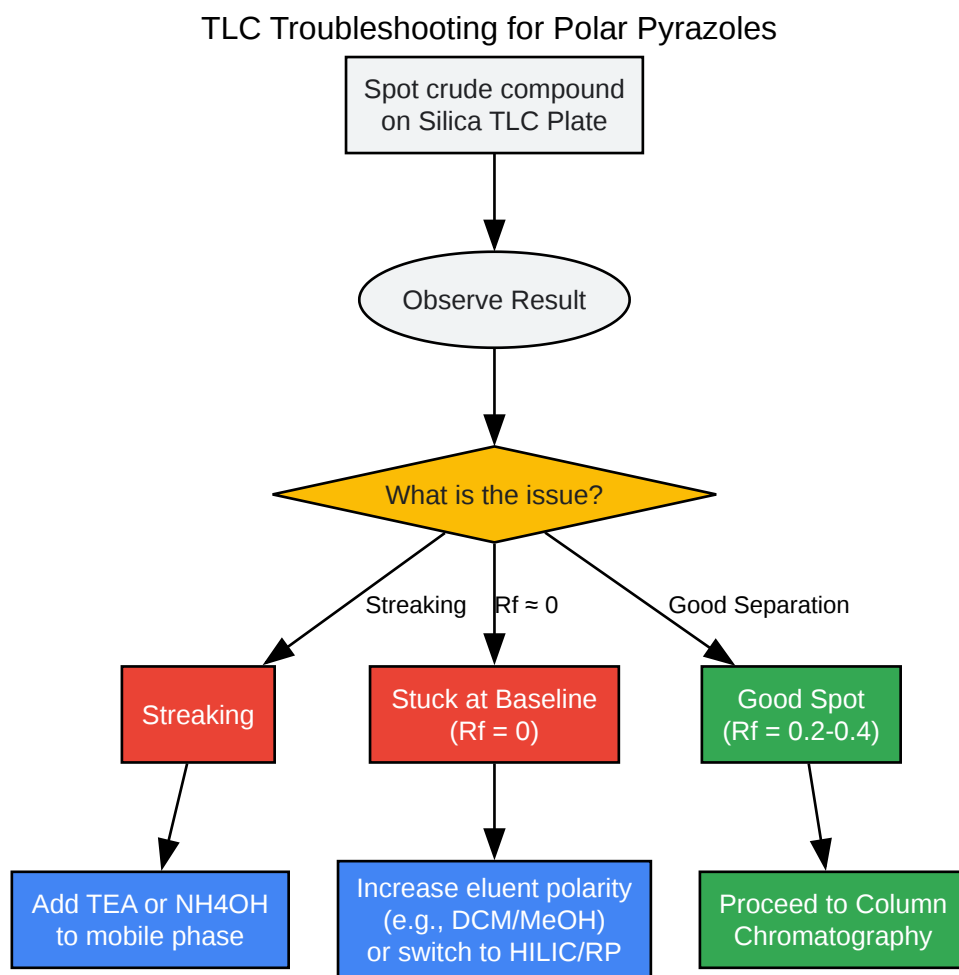 TLC Troubleshooting for Polar Pyrazoles
Spot crude compound
on Silica TLC Plate
Observe Result
What is the issue?
Streaking
Rf ≈ 0
Good Separation
Streaking
Stuck at Baseline
(Rf = 0)
Good Spot
(Rf = 0.2-0.4)
Add TEA or NH4OH
to mobile phase
Increase eluent polarity
(e.g., DCM/MeOH)
or switch to HILIC/RP
Proceed to Column
Chromatography